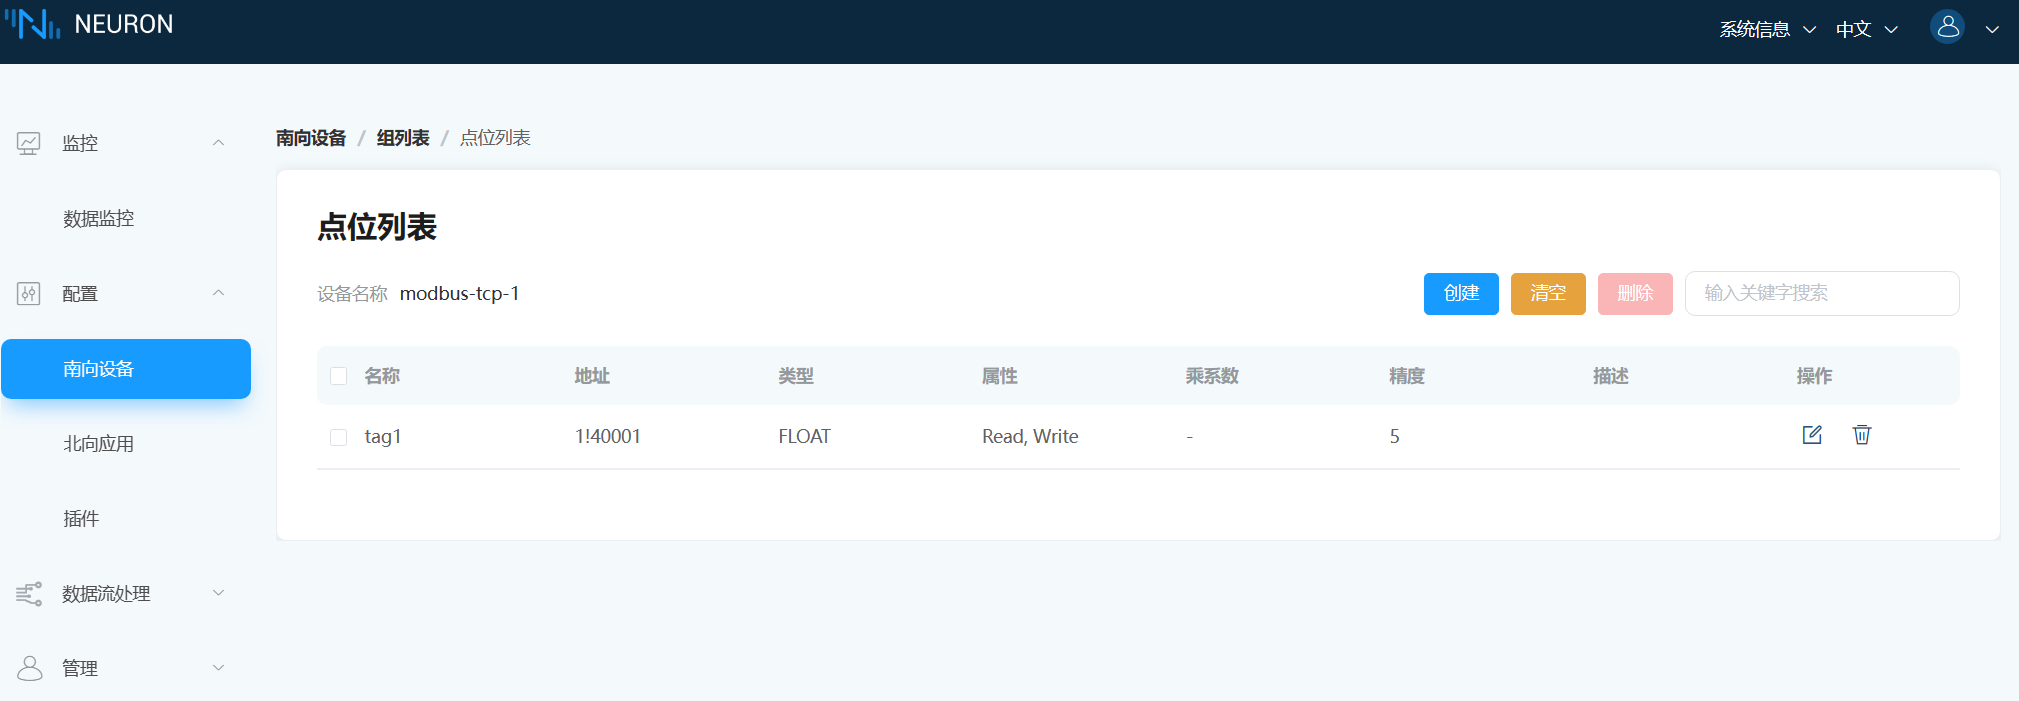 NEURON
系统信息 中文
监控
数据监控
配置
南向设备
北向应用
插件
数据流处理
管理
南向设备 / 组列表 / 点位列表
点位列表
设备名称 modbus-tcp-1
创建 清空 删除 输入关键字搜索
名称 地址 类型 属性 乘系数 精度 描述 操作
tag1 1!40001 FLOAT Read, Write - 5